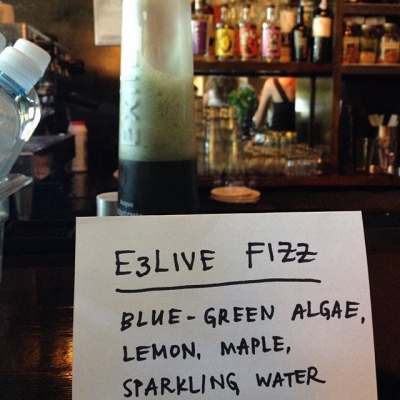 E3LIVE FIZZ
BLUE-GREEN ALGAE,
LEMON, MAPLE,
SPARKLING WATER